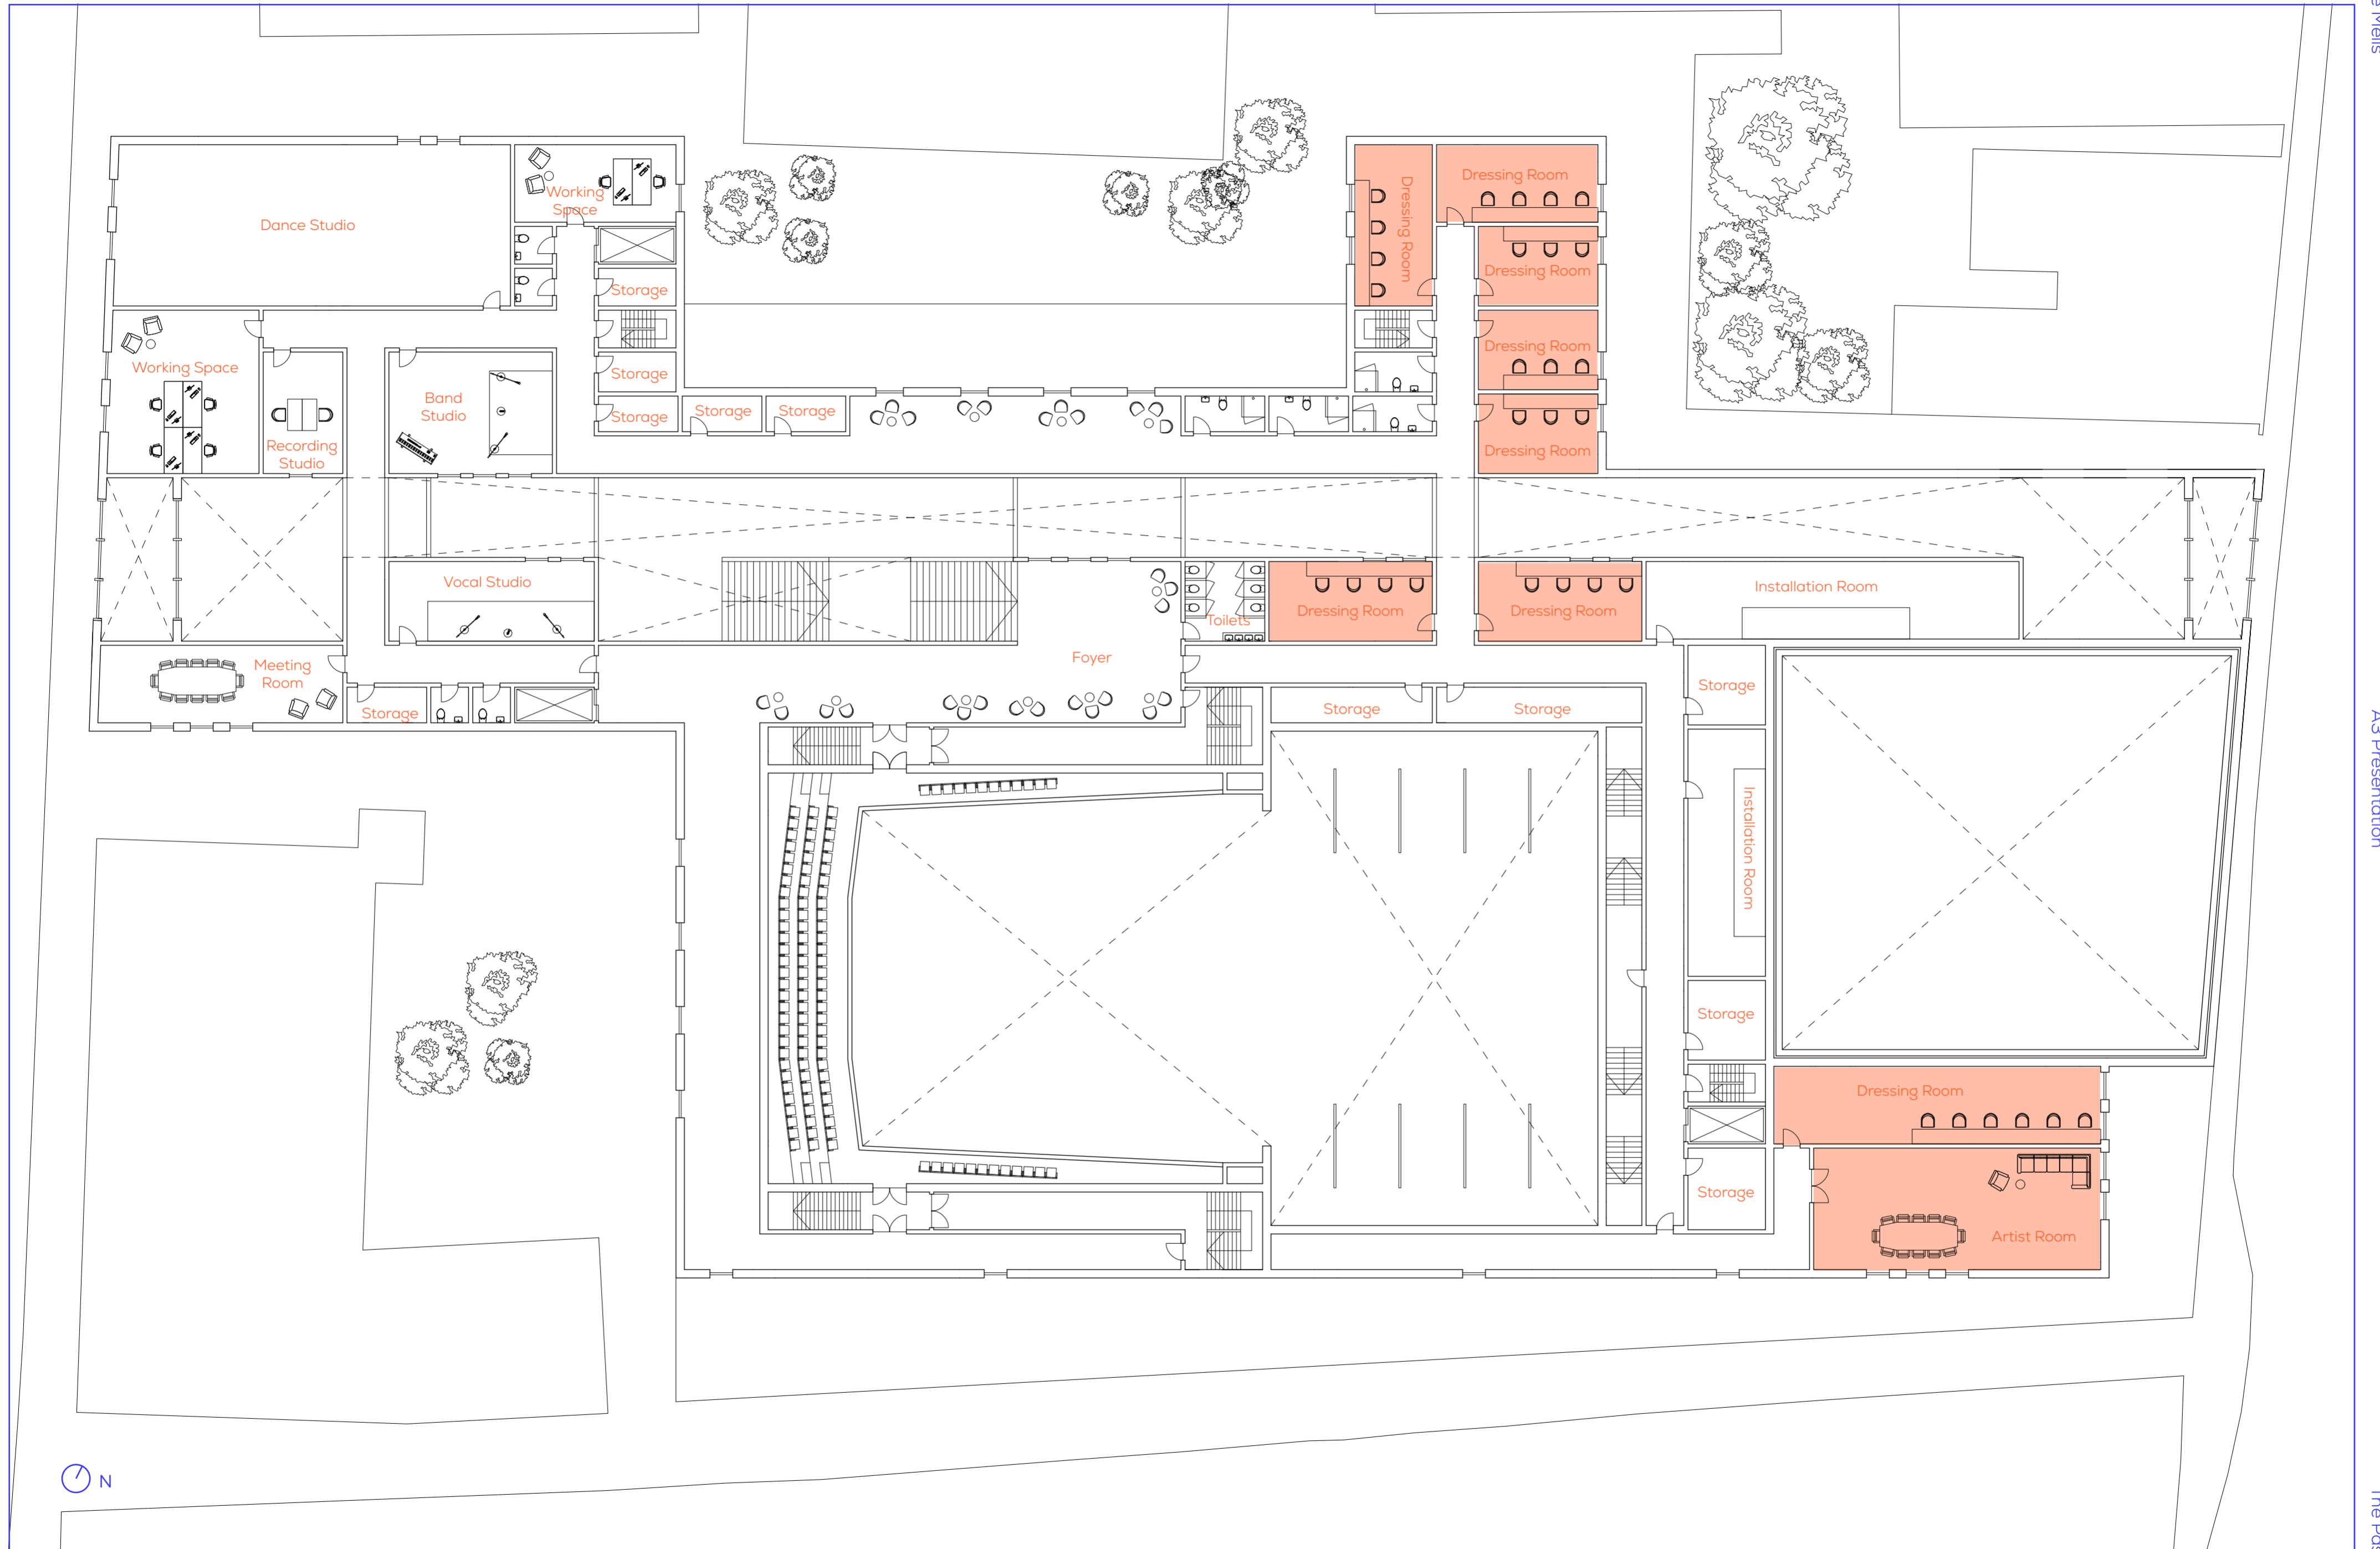 Dressing Room
Dressing Room
Working
Space
Dance Studio
Dressing Room
Dressing Room
Storage
Dressing Room
Working Space
Storage
Band
Studio
Storage
Storage
Storage
Recording
Studio
Dressing Room
Vocal Studio
Installation Room
Dressing Room
Dressing Room
Toilets
Foyer
Meeting
Room
Storage
Storage
Storage
Storage
Installation Room
Storage
Dressing Room
Storage
Artist Room
N
A3 Presentation